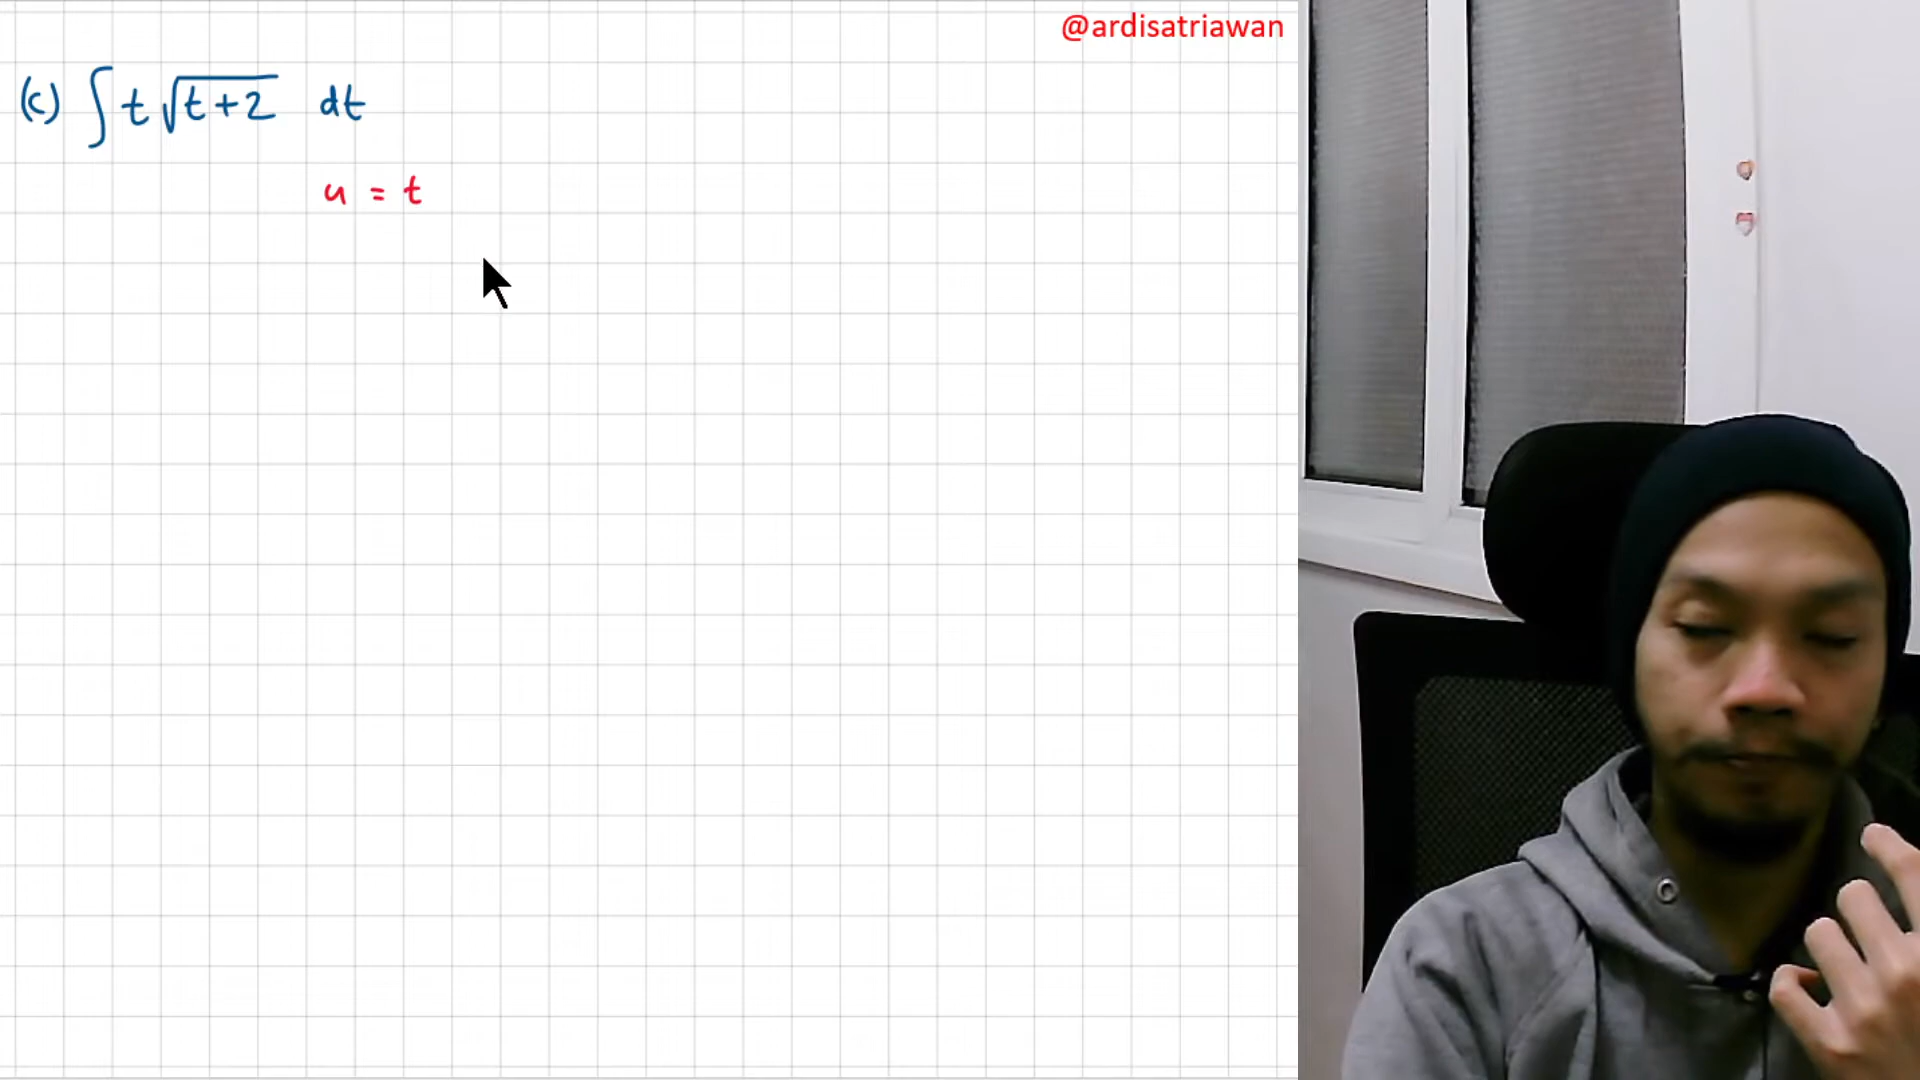 @ardisatriawan
(c) ∫ t √(t+2) dt
u = t